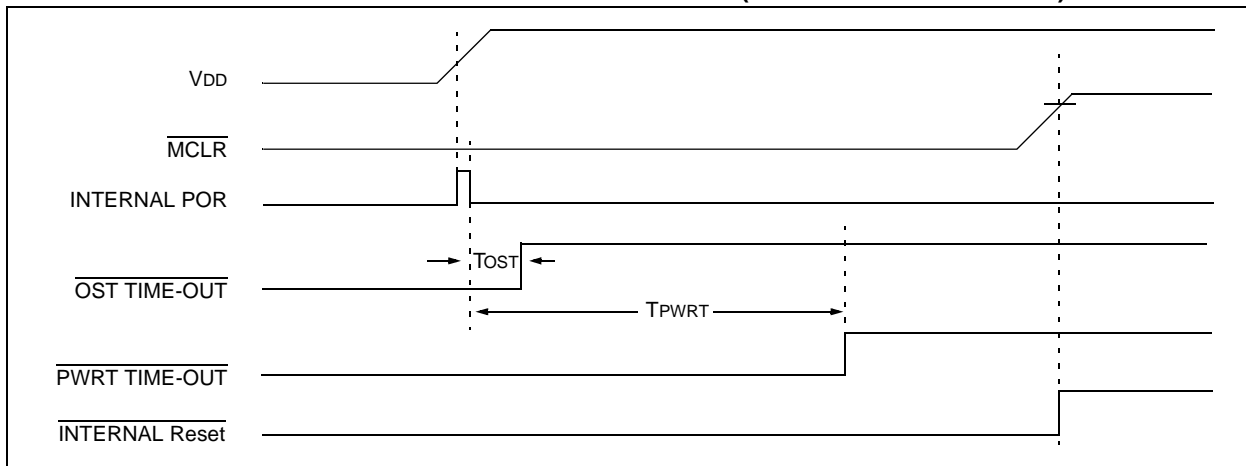 VDD
MCLR
INTERNAL POR
TOST
OST TIME-OUT
TPWRT
PWRT TIME-OUT
INTERNAL Reset